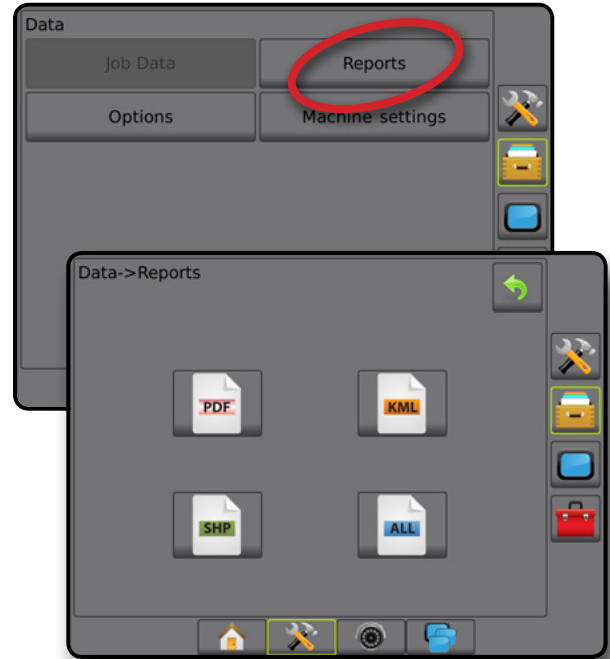 Data
Job Data
Reports
Options
Machine settings
Data->Reports
PDF
KML
SHP
ALL